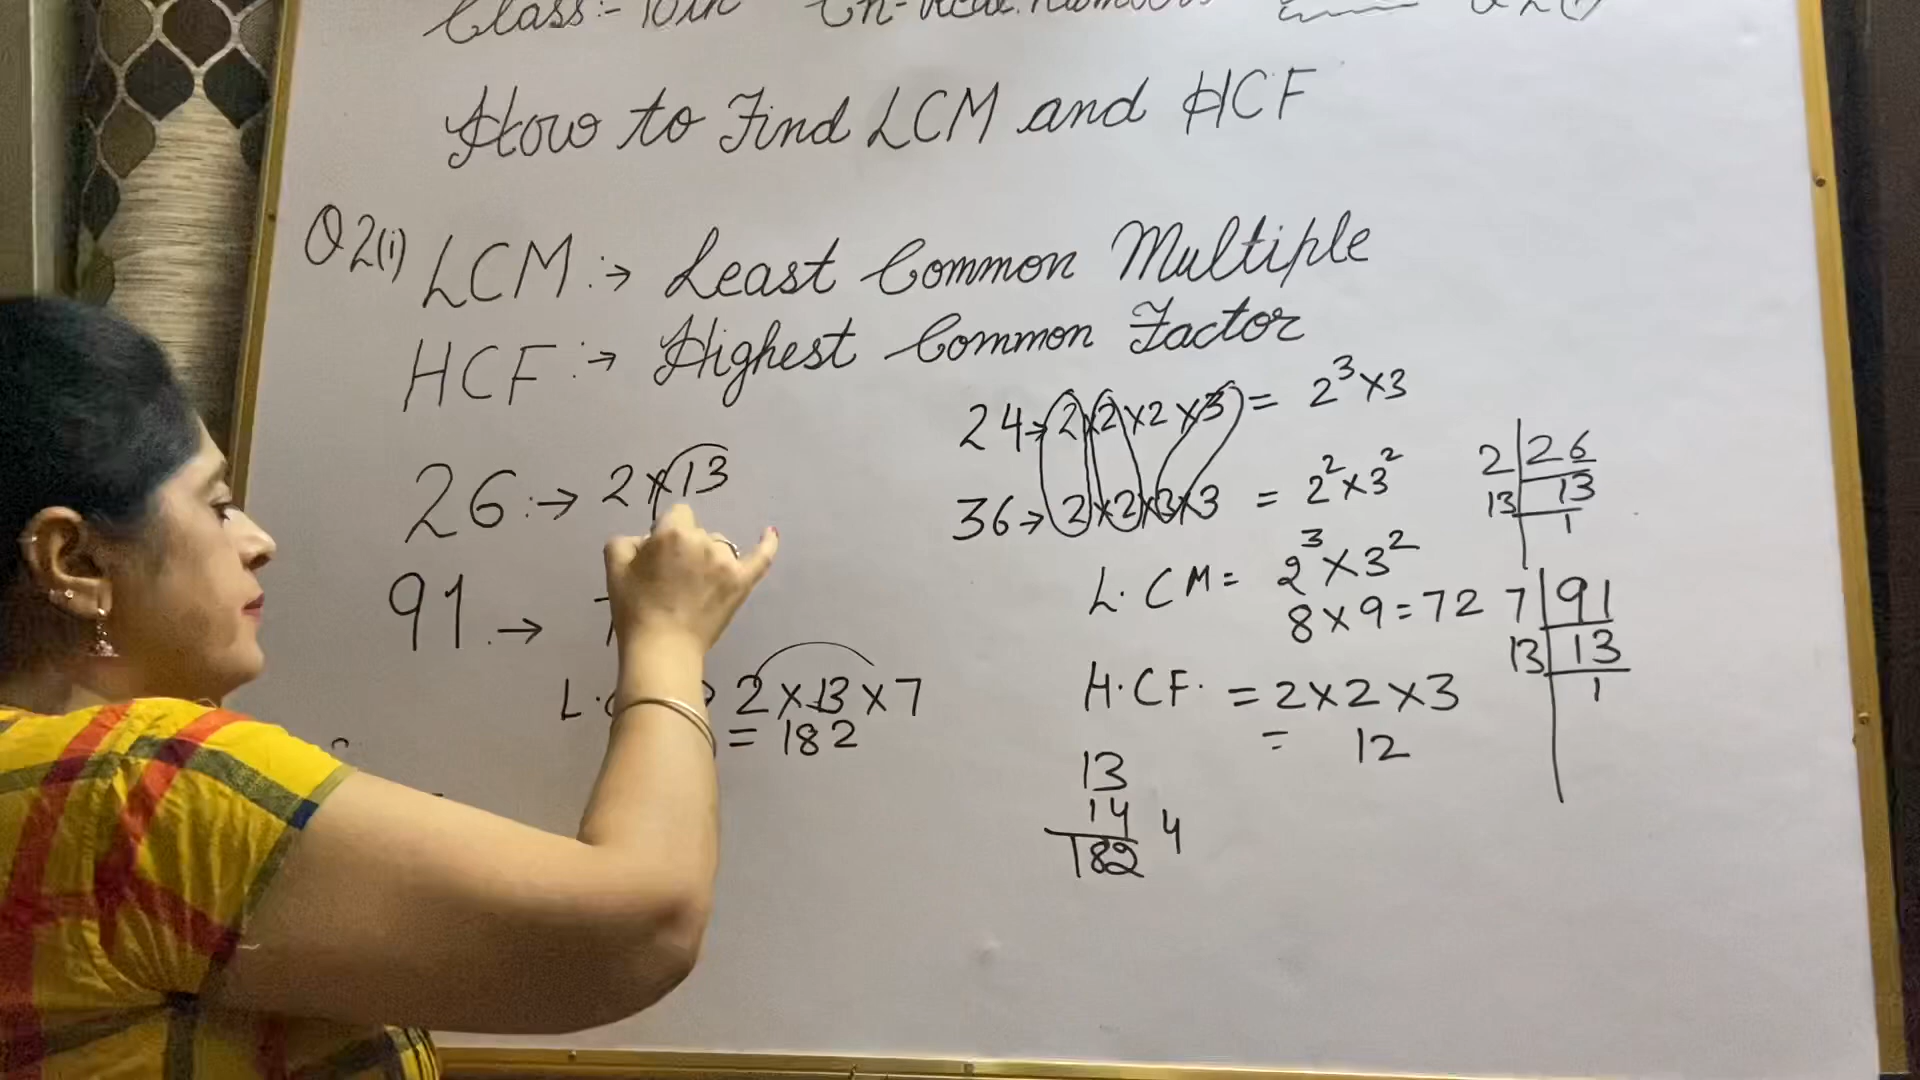 Class:- 10th Ch- Real Numbers
How to Find LCM and HCF
Q2(i) LCM :→ Least Common Multiple
HCF :→ Highest Common Factor
24→ 2×2×2×3 = 2³×3
36→ 2×2×3×3 = 2²×3²
L.CM= 2³×3²
8×9=72
H.CF. = 2×2×3
= 12
26 :→ 2×13
91 .→ 7
L. 2×13×7
= 182
13
14 4
182
2 26
13 13
1
7 91
13 13
1